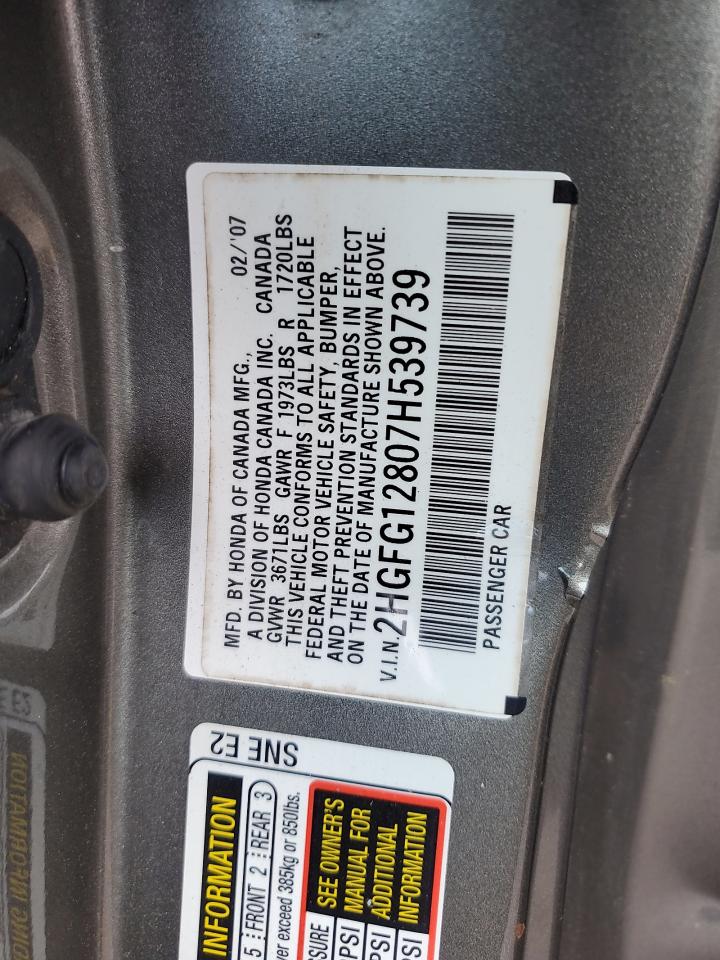 MFD. BY HONDA OF CANADA MFG., 02/'07
A DIVISION OF HONDA CANADA INC. CANADA
GVWR 3671LBS GAWR F 1973LBS R 1720LBS
THIS VEHICLE CONFORMS TO ALL APPLICABLE
FEDERAL MOTOR VEHICLE SAFETY, BUMPER,
AND THEFT PREVENTION STANDARDS IN EFFECT
ON THE DATE OF MANUFACTURE SHOWN ABOVE.
V.I.N. 2HGFG12807H539739
PASSENGER CAR
SNE E2
INFORMATION
5 FRONT 2 REAR 3
exceed 385kg or 850lbs.
SEE OWNER'S
MANUAL FOR
ADDITIONAL
INFORMATION
PSI
PSI
PSI